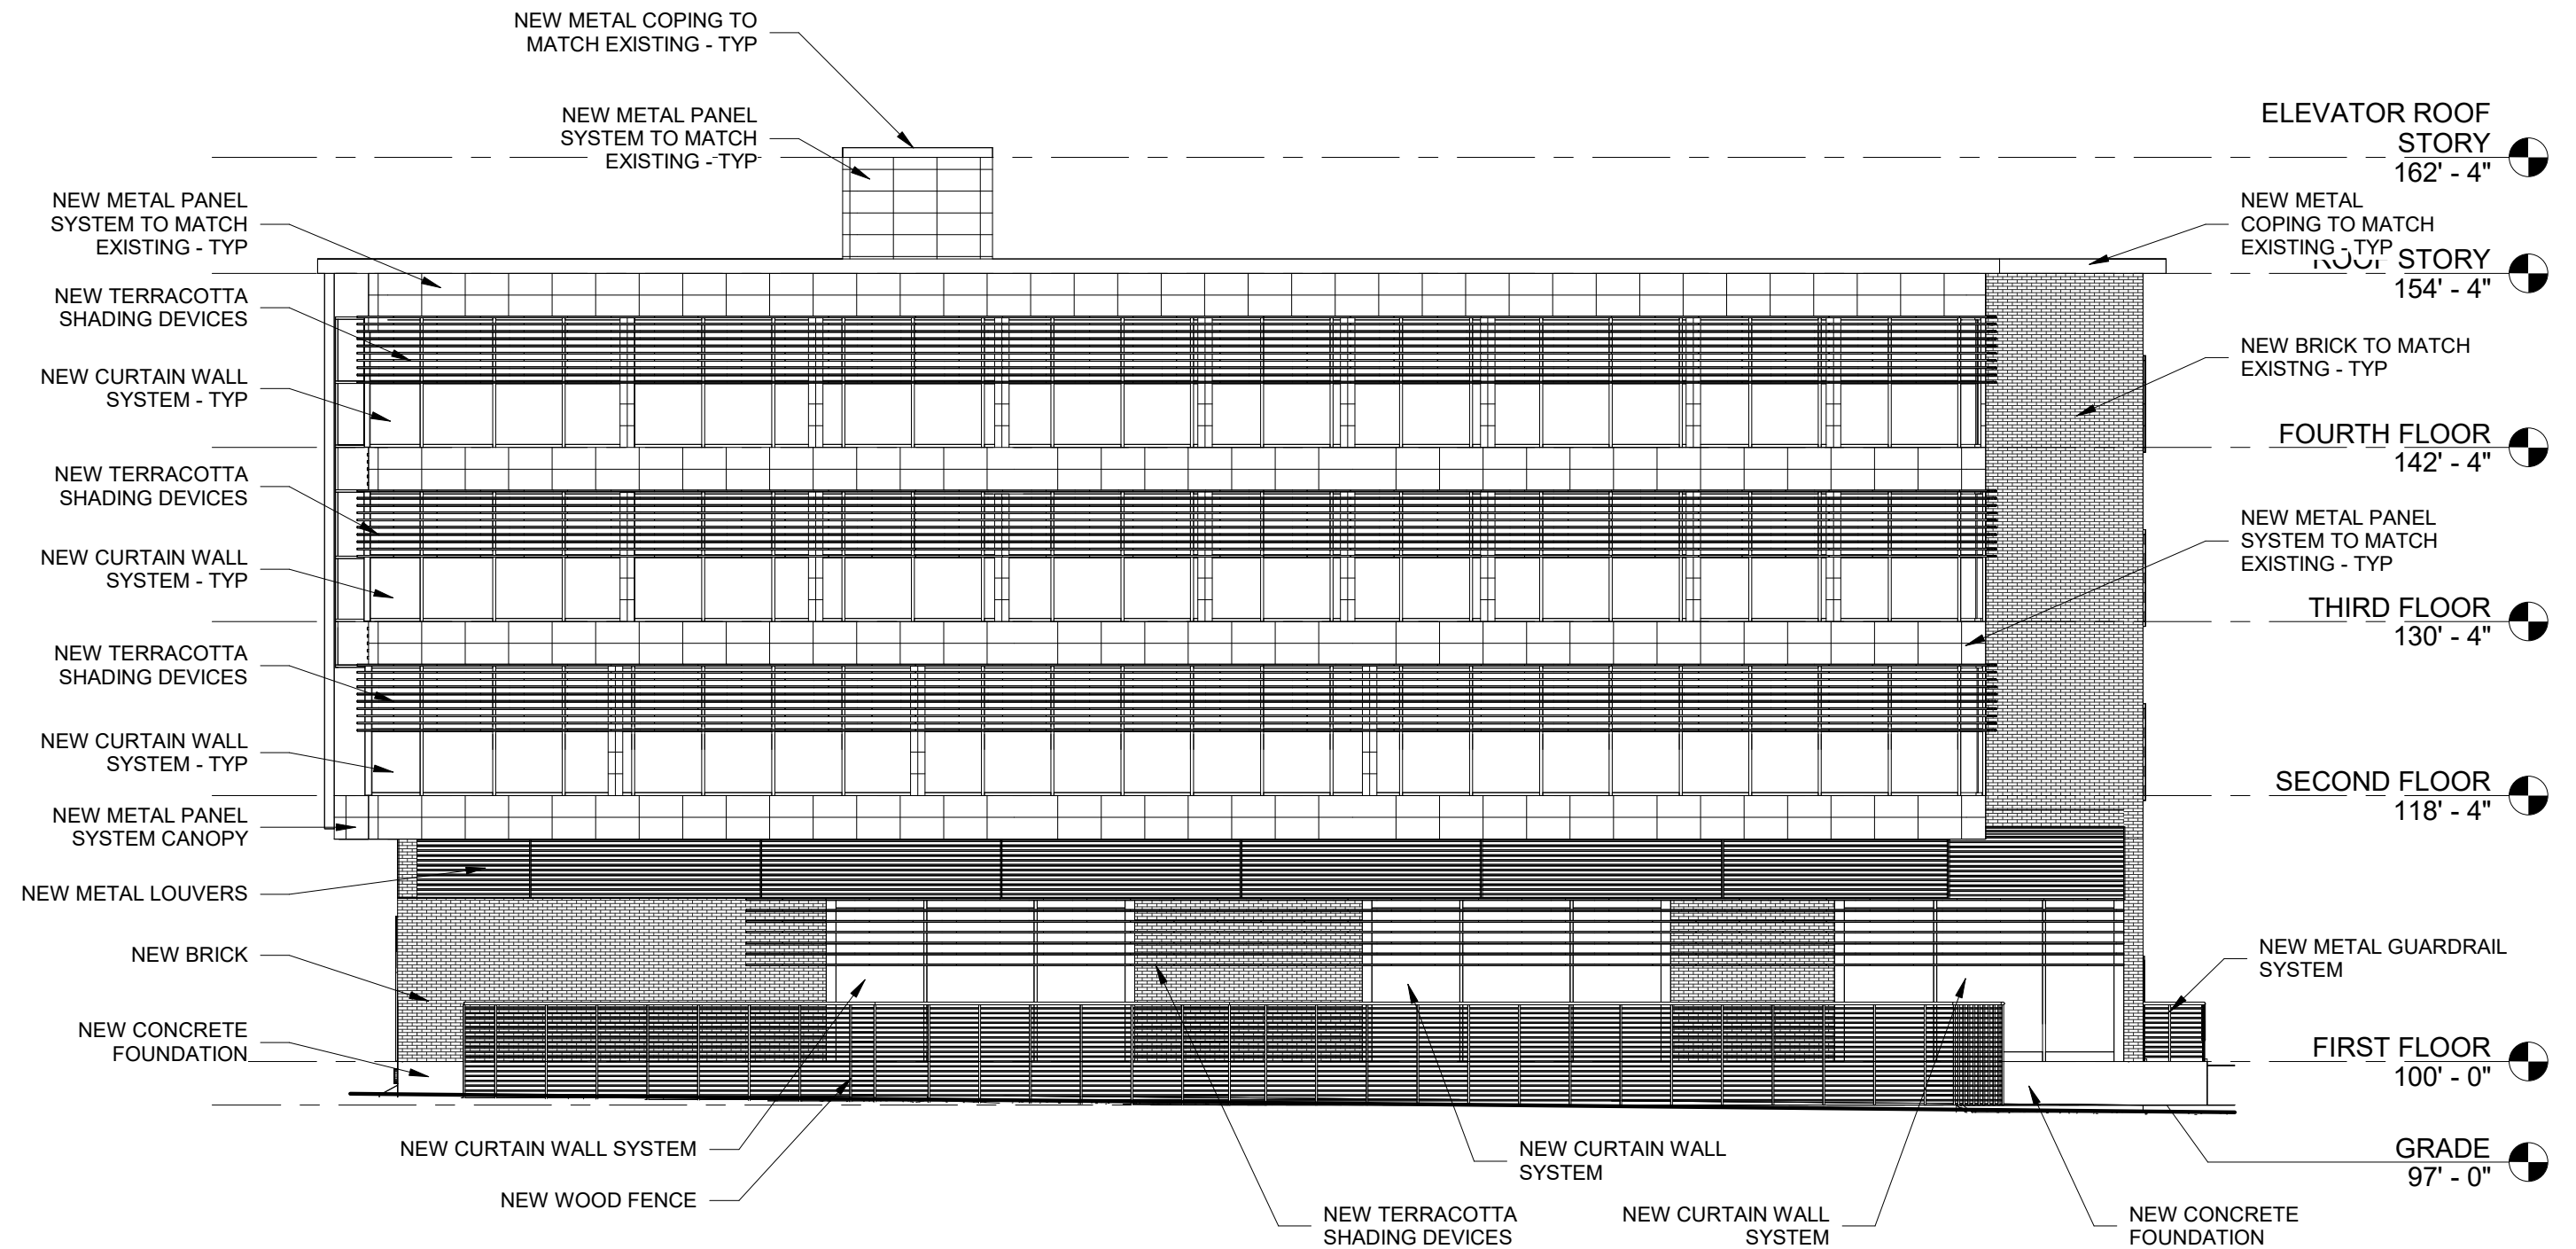 NEW METAL COPING TO
MATCH EXISTING - TYP
NEW METAL PANEL
SYSTEM TO MATCH
EXISTING - TYP
NEW METAL PANEL
SYSTEM TO MATCH
EXISTING - TYP
NEW TERRACOTTA
SHADING DEVICES
NEW CURTAIN WALL
SYSTEM - TYP
NEW TERRACOTTA
SHADING DEVICES
NEW CURTAIN WALL
SYSTEM - TYP
NEW TERRACOTTA
SHADING DEVICES
NEW CURTAIN WALL
SYSTEM - TYP
NEW METAL PANEL
SYSTEM CANOPY
NEW METAL LOUVERS
NEW BRICK
NEW CONCRETE
FOUNDATION
NEW CURTAIN WALL SYSTEM
NEW WOOD FENCE
NEW TERRACOTTA
SHADING DEVICES
NEW CURTAIN WALL
SYSTEM
NEW CURTAIN WALL
SYSTEM
NEW CONCRETE
FOUNDATION
ELEVATOR ROOF
STORY
162' - 4"
NEW METAL
COPING TO MATCH
EXISTING - TYP
ROOF STORY
154' - 4"
NEW BRICK TO MATCH
EXISTNG - TYP
FOURTH FLOOR
142' - 4"
NEW METAL PANEL
SYSTEM TO MATCH
EXISTING - TYP
THIRD FLOOR
130' - 4"
SECOND FLOOR
118' - 4"
NEW METAL GUARDRAIL
SYSTEM
FIRST FLOOR
100' - 0"
GRADE
97' - 0"